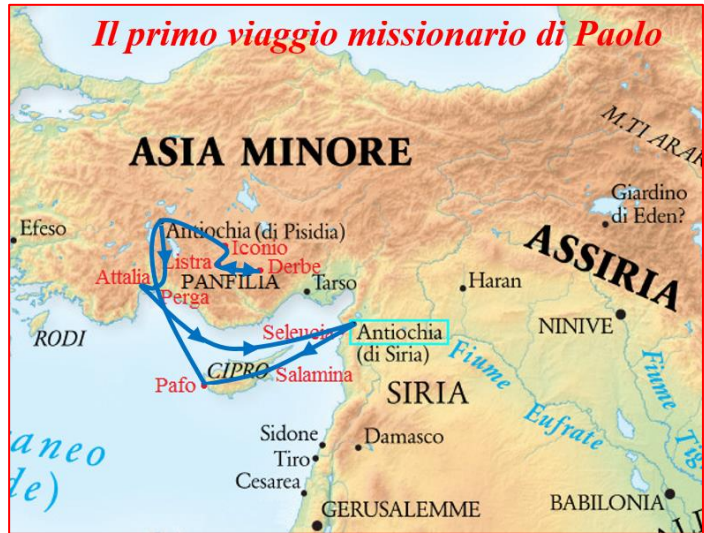 Il primo viaggio missionario di Paolo
M.TI ARAR
ASIA MINORE
Giardino
di Eden?
Efeso
Antiochia (di Pisidia)
Iconio
ASSIRIA
Listra
Derbe
Attalia
PANFILIA
Tarso
Haran
Perga
NINIVE
RODI
Seleucia
Antiochia
(di Siria)
CIPRO
Salamina
Pafo
SIRIA
Fiume
Eufrate
Fiume
Tig
Sidone
Damasco
aneo
Tiro
de)
Cesarea
BABILONIA
GERUSALEMME